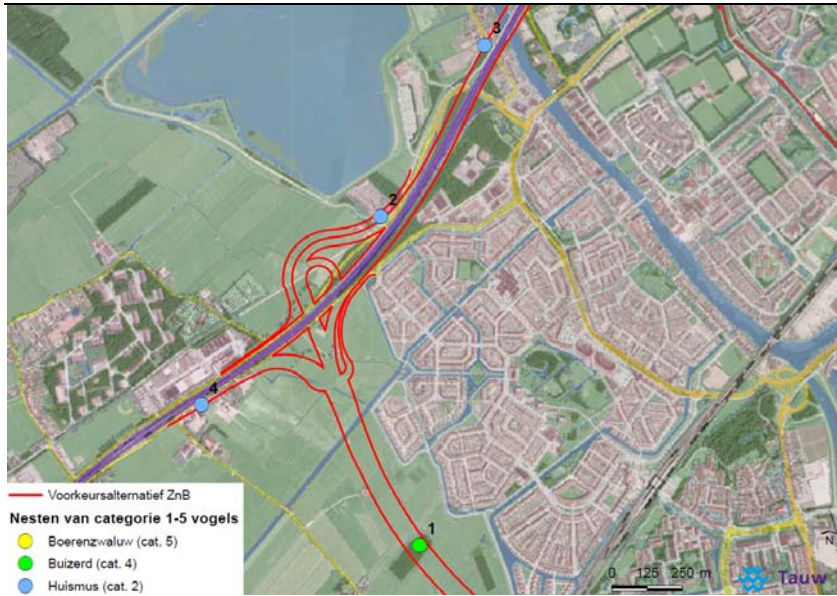 3
2
4
1
Voorkeursalternatief ZnB
Nesten van categorie 1-5 vogels
Boerenzwaluw (cat. 5)
Buizerd (cat. 4)
Huismus (cat. 2)
N
0 125 250 m
Tauw